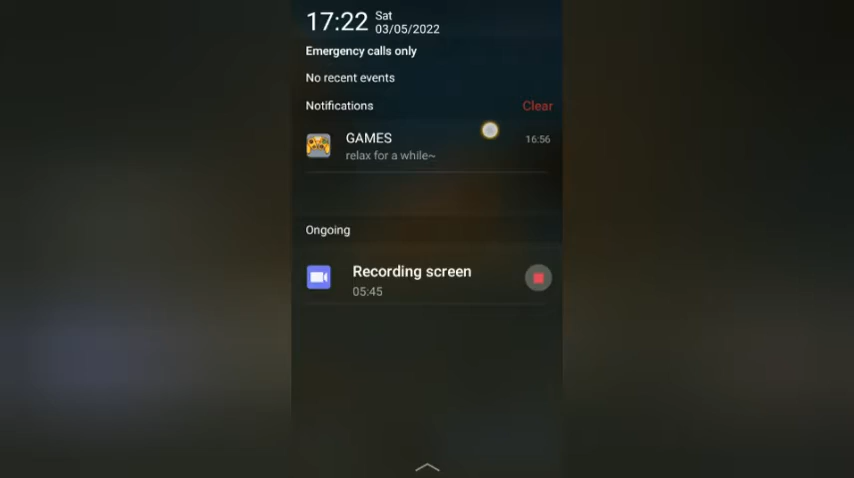 17:22 Sat
03/05/2022
Emergency calls only
No recent events
Notifications Clear
GAMES 16:56
relax for a while~
Ongoing
Recording screen
05:45